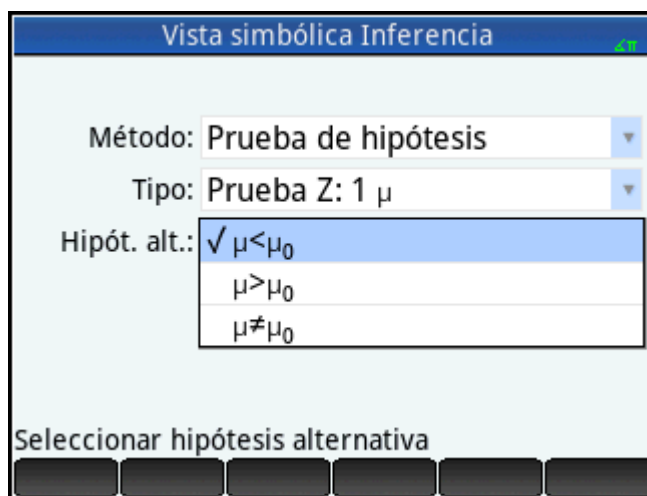 Vista simbólica Inferencia
∡π
Método: Prueba de hipótesis
Tipo: Prueba Z: 1 μ
Hipót. alt.: √ μ<μ₀
μ>μ₀
μ≠μ₀
Seleccionar hipótesis alternativa